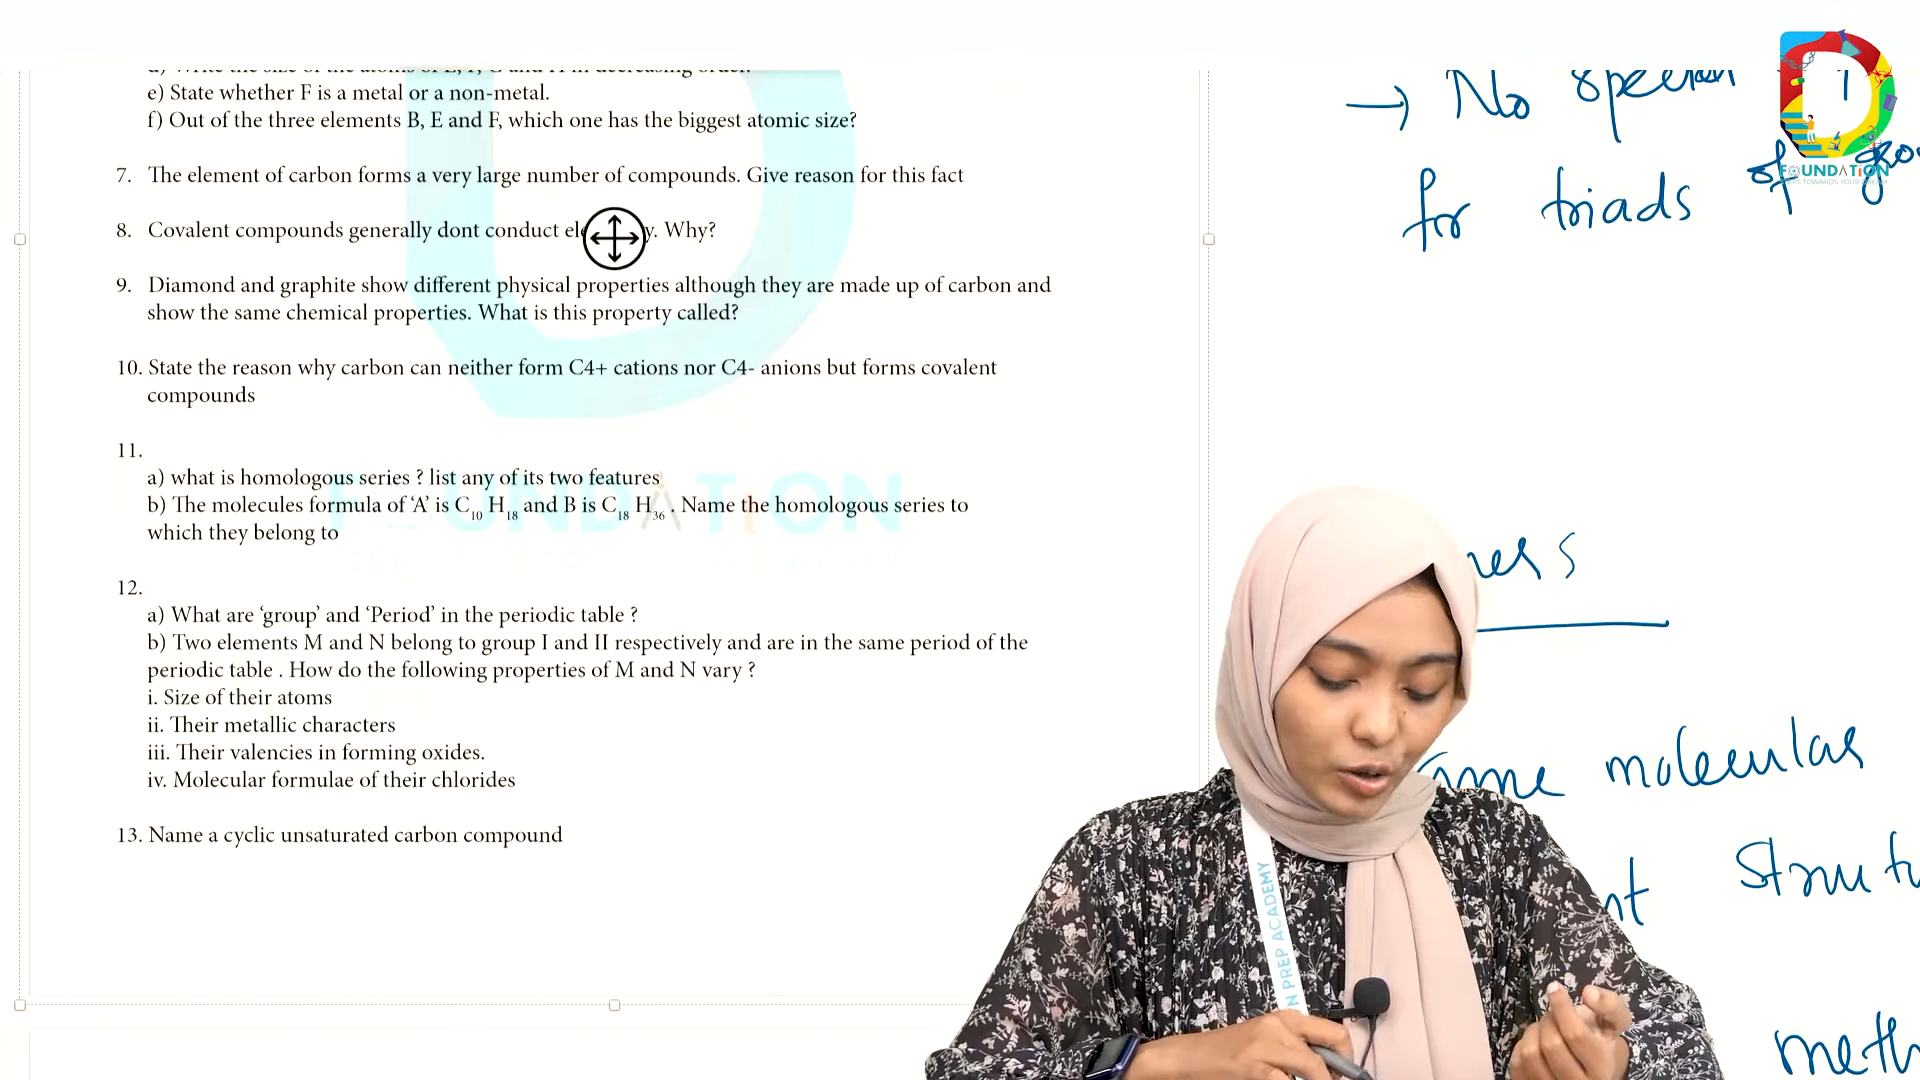 e) State whether F is a metal or a non-metal.
f) Out of the three elements B, E and F, which one has the biggest atomic size?
7. The element of carbon forms a very large number of compounds. Give reason for this fact
8. Covalent compounds generally dont conduct Why?
9. Diamond and graphite show different physical properties although they are made up of carbon and
show the same chemical properties. What is this property called?
10. State the reason why carbon can neither form C4+ cations nor C4- anions but forms covalent
compounds
11.
a) what is homologous series ? list any of its two features
b) The molecules formula of ‘A’ is C10 H18 and B is C18 H36 . Name the homologous series to
which they belong to
12.
a) What are ‘group’ and ‘Period’ in the periodic table ?
b) Two elements M and N belong to group I and II respectively and are in the same period of the
periodic table . How do the following properties of M and N vary ?
i. Size of their atoms
ii. Their metallic characters
iii. Their valencies in forming oxides.
iv. Molecular formulae of their chlorides
13. Name a cyclic unsaturated carbon compound
FOUNDATION
→ No
of
for triads
FOUNDATION
molecular
N PREP ACADEMY